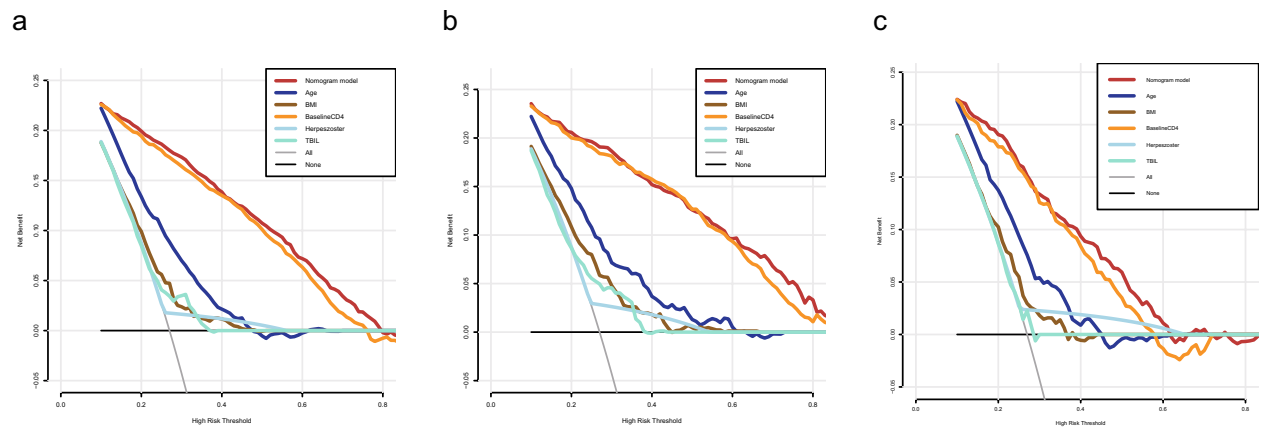 a
0.25
0.20
0.15
0.10
0.05
0.00
−0.05
Net Benefit
0.0 0.2 0.4 0.6 0.8
High Risk Threshold
Nomogram model
Age
BMI
BaselineCD4
Herpeszoster
TBIL
All
None
b
0.25
0.20
0.15
0.10
0.05
0.00
−0.05
Net Benefit
0.0 0.2 0.4 0.6 0.8
High Risk Threshold
Nomogram model
Age
BMI
BaselineCD4
Herpeszoster
TBIL
All
None
c
0.25
0.20
0.15
0.10
0.05
0.00
−0.05
Net Benefit
0.0 0.2 0.4 0.6 0.8
High Risk Threshold
Nomogram model
Age
BMI
BaselineCD4
Herpeszoster
TBIL
All
None